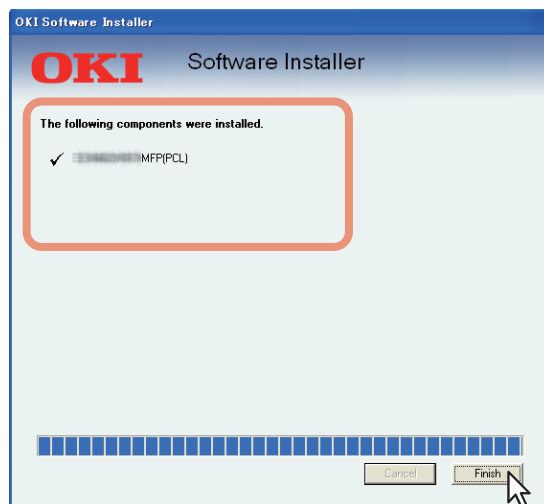 OKI Software Installer
OKI Software Installer
The following components were installed.
MFP(PCL)
Cancel Finish